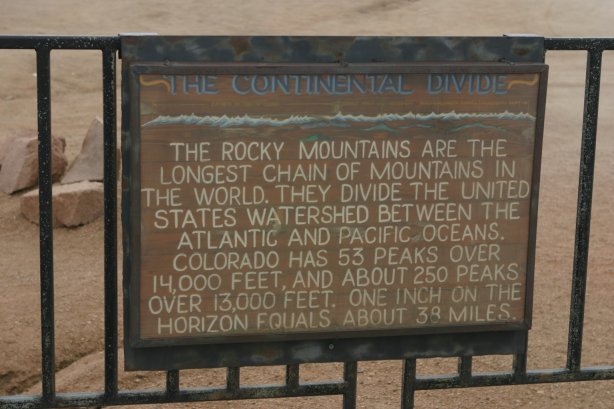 THE CONTINENTAL DIVIDE
THE ROCKY MOUNTAINS ARE THE
LONGEST CHAIN OF MOUNTAINS IN
THE WORLD. THEY DIVIDE THE UNITED
STATES WATERSHED BETWEEN THE
ATLANTIC AND PACIFIC OCEANS.
COLORADO HAS 53 PEAKS OVER
14,000 FEET, AND ABOUT 250 PEAKS
OVER 13,000 FEET. ONE INCH ON THE
HORIZON EQUALS ABOUT 38 MILES.